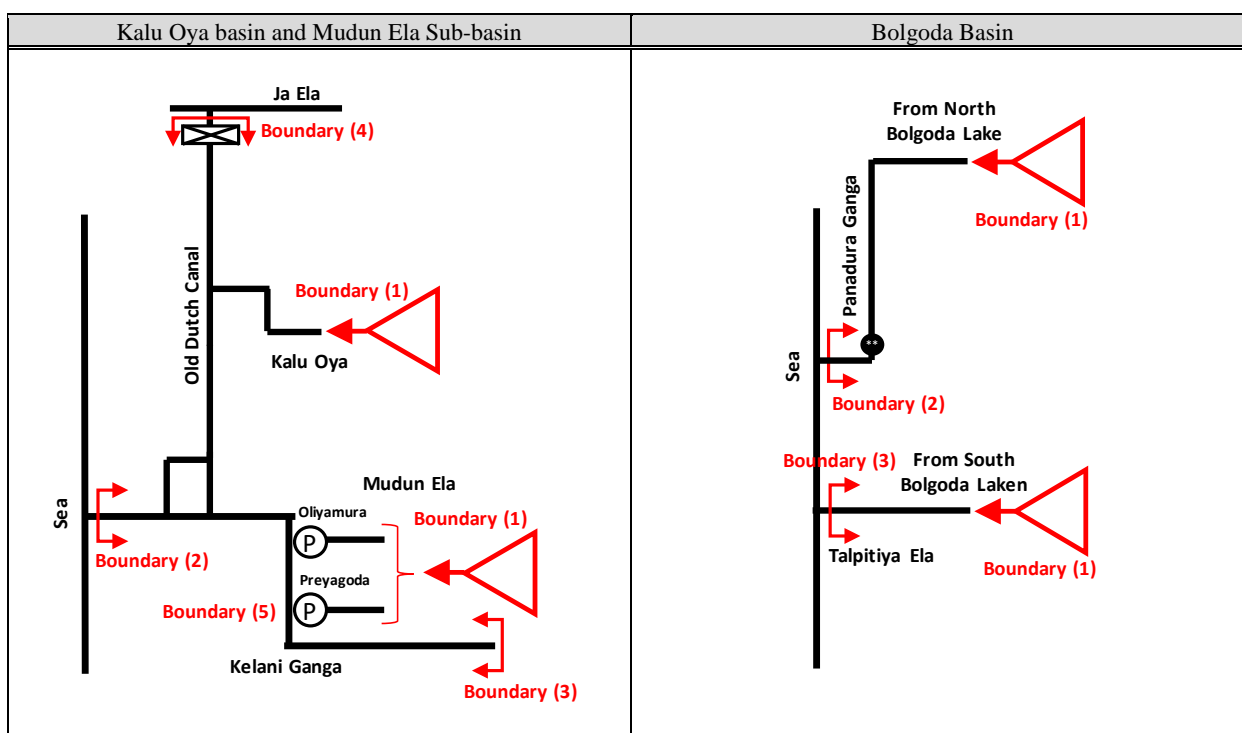 Kalu Oya basin and Mudun Ela Sub-basin
Bolgoda Basin
Ja Ela
Boundary (4)
Old Dutch Canal
Boundary (1)
Kalu Oya
Mudun Ela
Oliyamura
P
Boundary (1)
Sea
Boundary (2)
Preyagoda
P
Boundary (5)
Kelani Ganga
Boundary (3)
From North
Bolgoda Lake
Boundary (1)
Panadura Ganga
**
Sea
Boundary (2)
Boundary (3)
From South
Bolgoda Laken
Talpitiya Ela
Boundary (1)